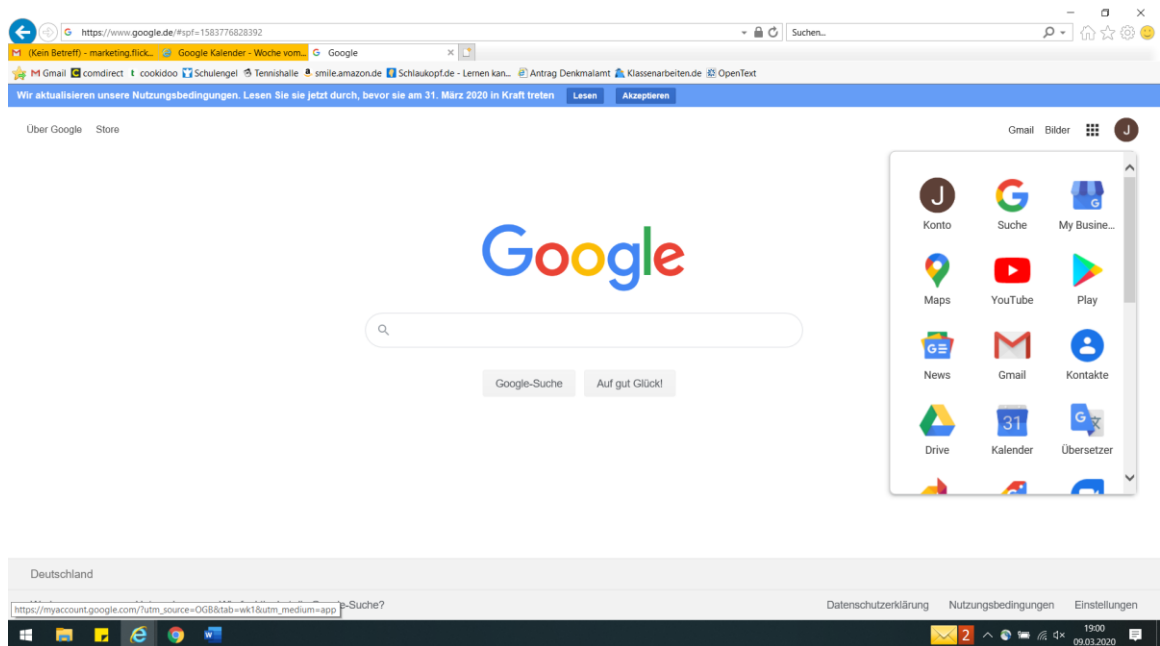 https://www.google.de/#spf=1583776828392
Suchen...
(Kein Betreff) - marketing.flick...
Google Kalender - Woche vom...
Google
Gmail comdirect cookidoo Schulengel Tennishalle smile.amazon.de Schlaukopf.de - Lernen kan... Antrag Denkmalamt Klassenarbeiten.de OpenText
Wir aktualisieren unsere Nutzungsbedingungen. Lesen Sie sie jetzt durch, bevor sie am 31. März 2020 in Kraft treten Lesen Akzeptieren
Über Google Store
Gmail Bilder J
J
Konto Suche My Busine...
Maps YouTube Play
GE
News Gmail Kontakte
31 G
Drive Kalender Übersetzer
Google
Google-Suche Auf gut Glück!
Deutschland
e-Suche?
Datenschutzerklärung Nutzungsbedingungen Einstellungen
https://myaccount.google.com/?utm_source=OGB&tab=wk1&utm_medium=app
2
19:00
09.03.2020